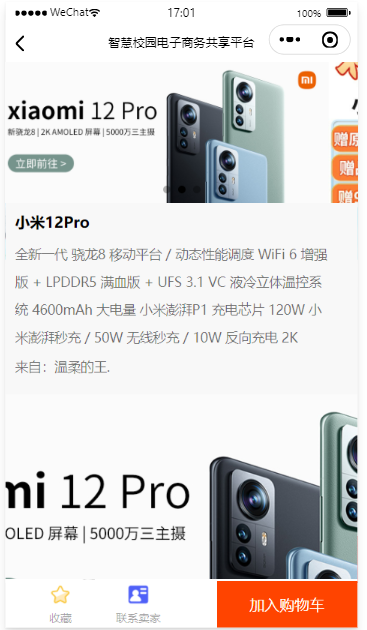 WeChat 17:01 100%
智慧校园电子商务共享平台
xiaomi 12 Pro
新骁龙8 | 2K AMOLED 屏幕 | 5000万三主摄
立即前往 >
小
赠
赠
赠
小米12Pro
全新一代 骁龙8 移动平台 / 动态性能调度 WiFi 6 增强
版 + LPDDR5 满血版 + UFS 3.1 VC 液冷立体温控系
统 4600mAh 大电量 小米澎湃P1 充电芯片 120W 小
米澎湃秒充 / 50W 无线秒充 / 10W 反向充电 2K
来自：温柔的王.
mi 12 Pro
OLED 屏幕 | 5000万三主摄
收藏 联系卖家 加入购物车